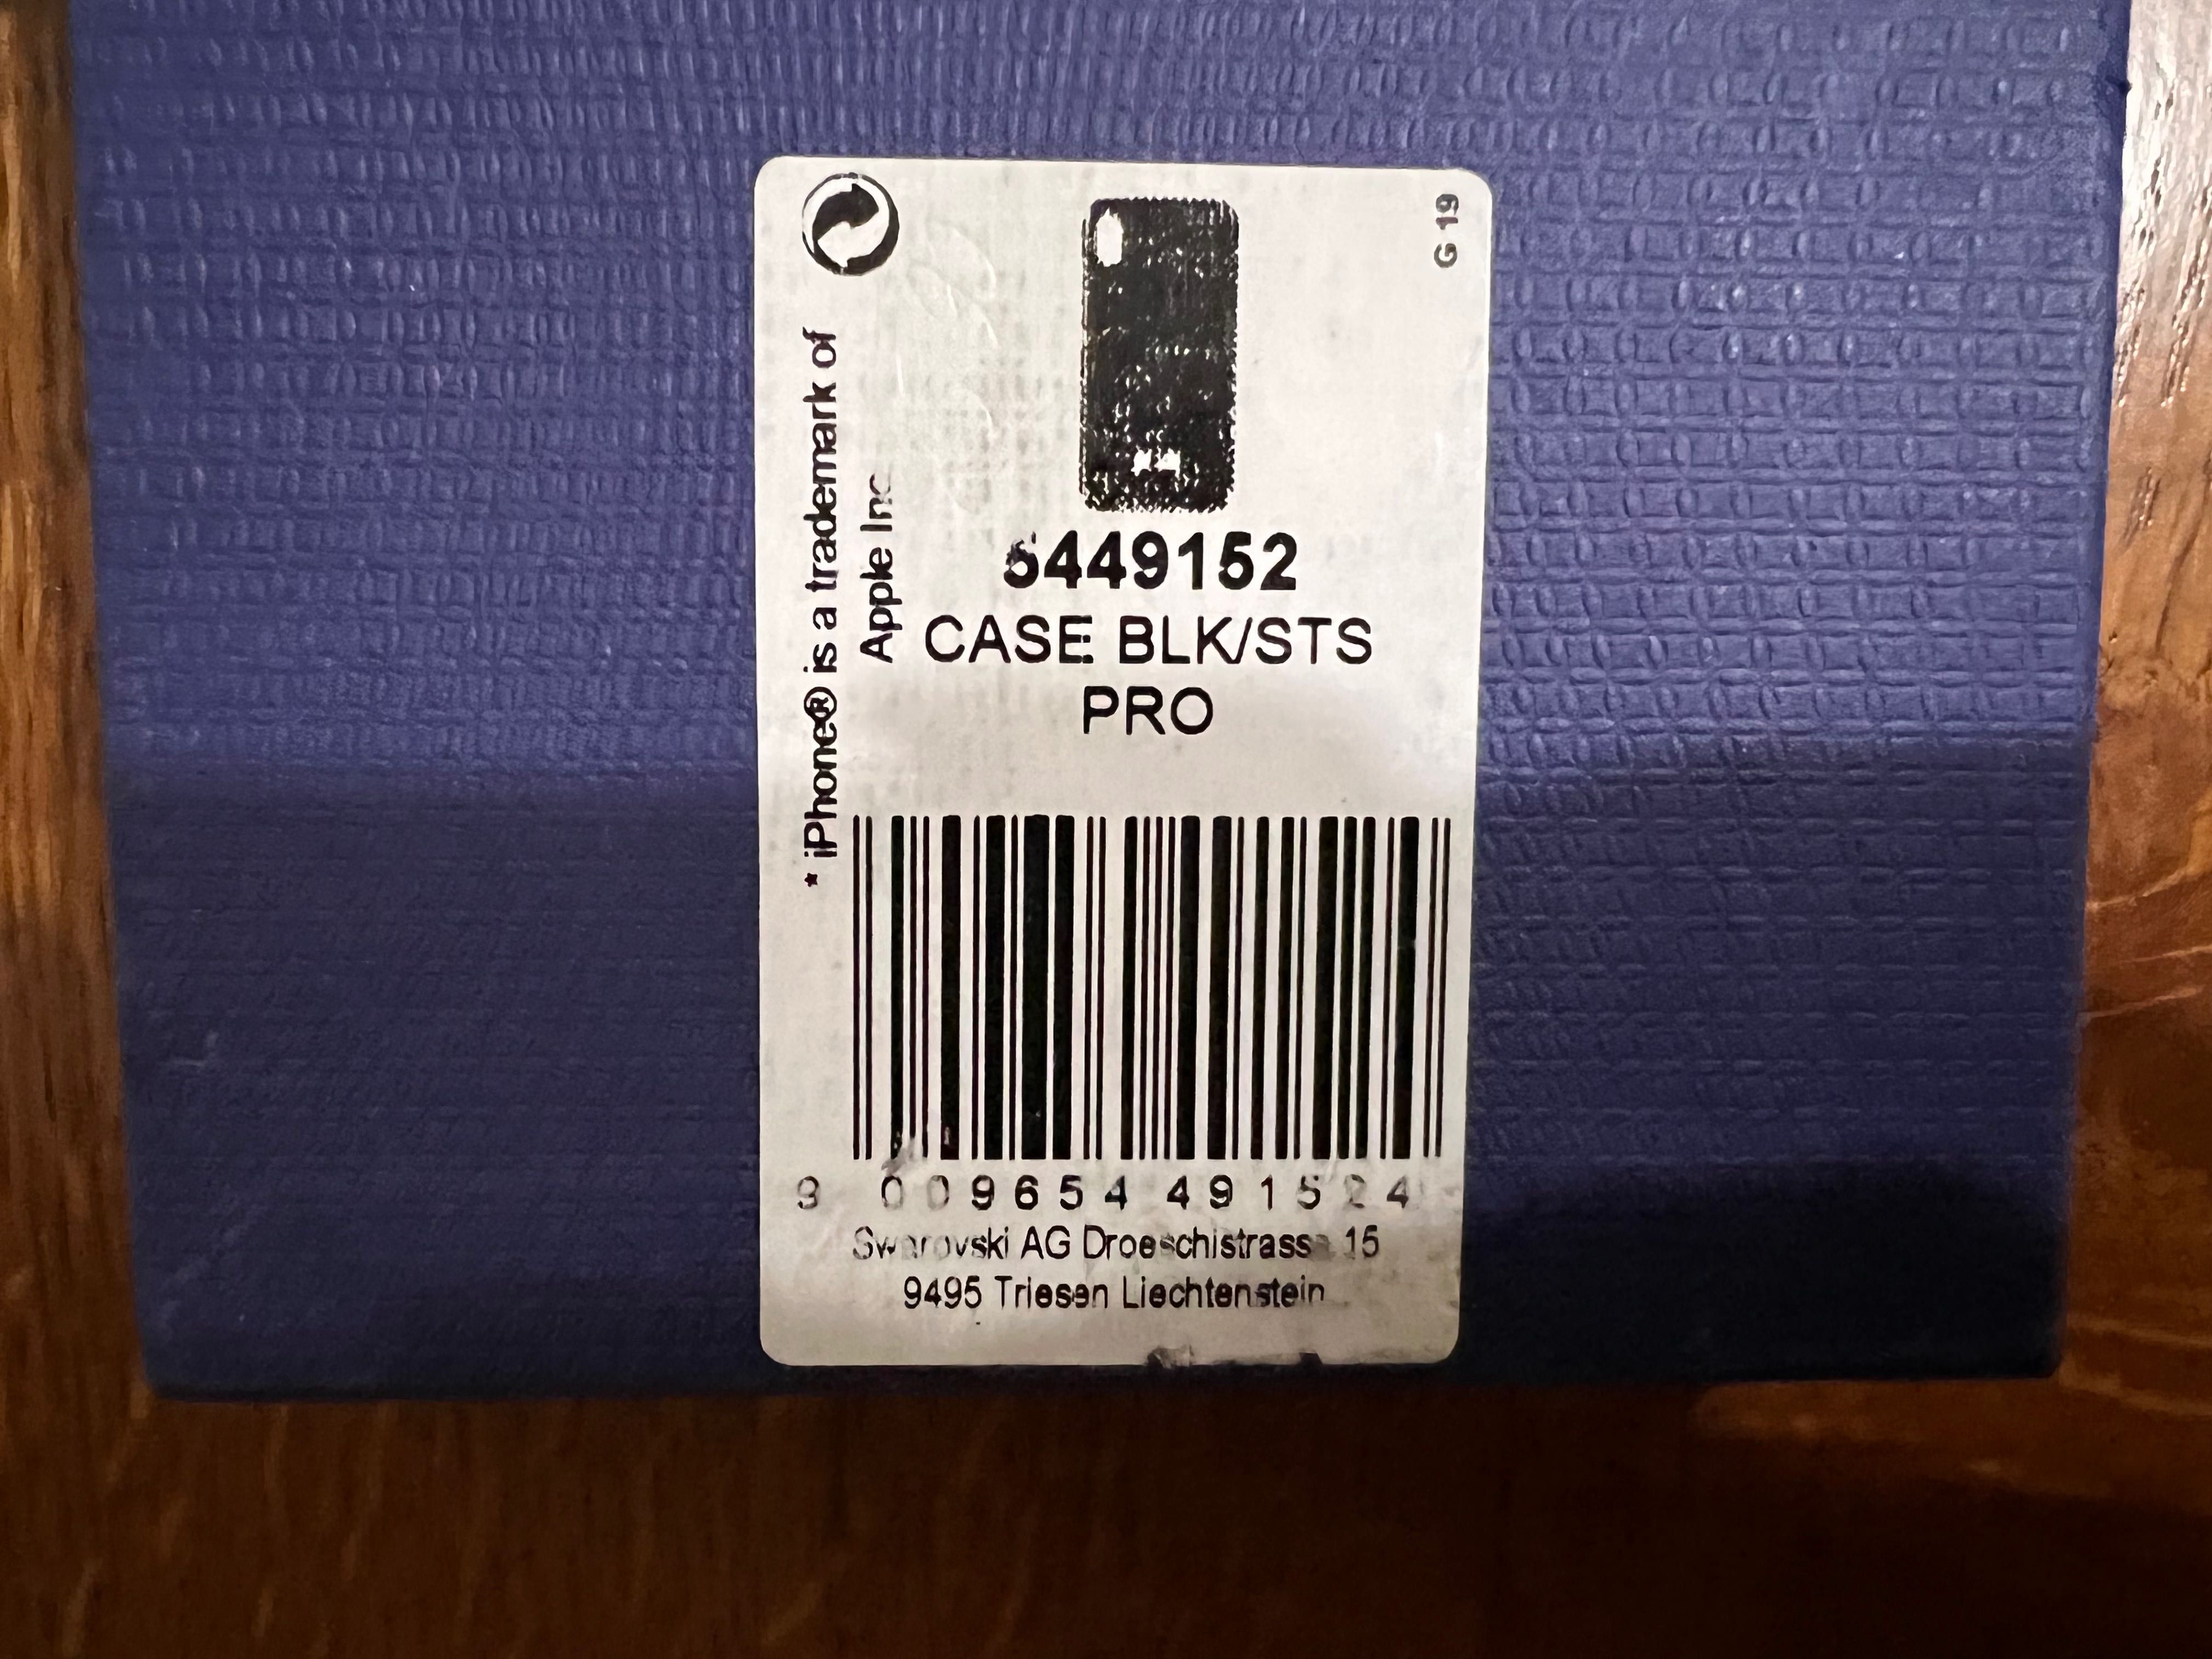 G 19
* iPhone® is a trademark of
Apple Inc
5449152
CASE BLK/STS
PRO
9 009654 491524
Swarovski AG Droeschistrasse 15
9495 Triesen Liechtenstein